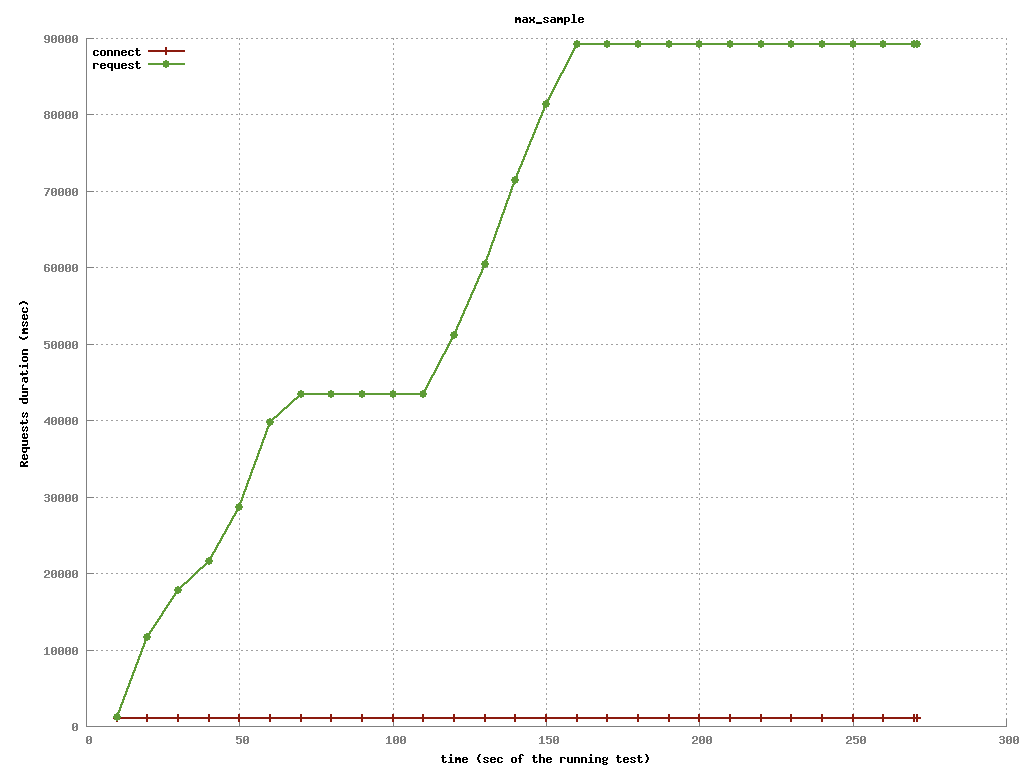 max_sample
90000
80000
70000
60000
50000
40000
30000
20000
10000
0
connect
request
Requests duration (msec)
0 50 100 150 200 250 300
time (sec of the running test)